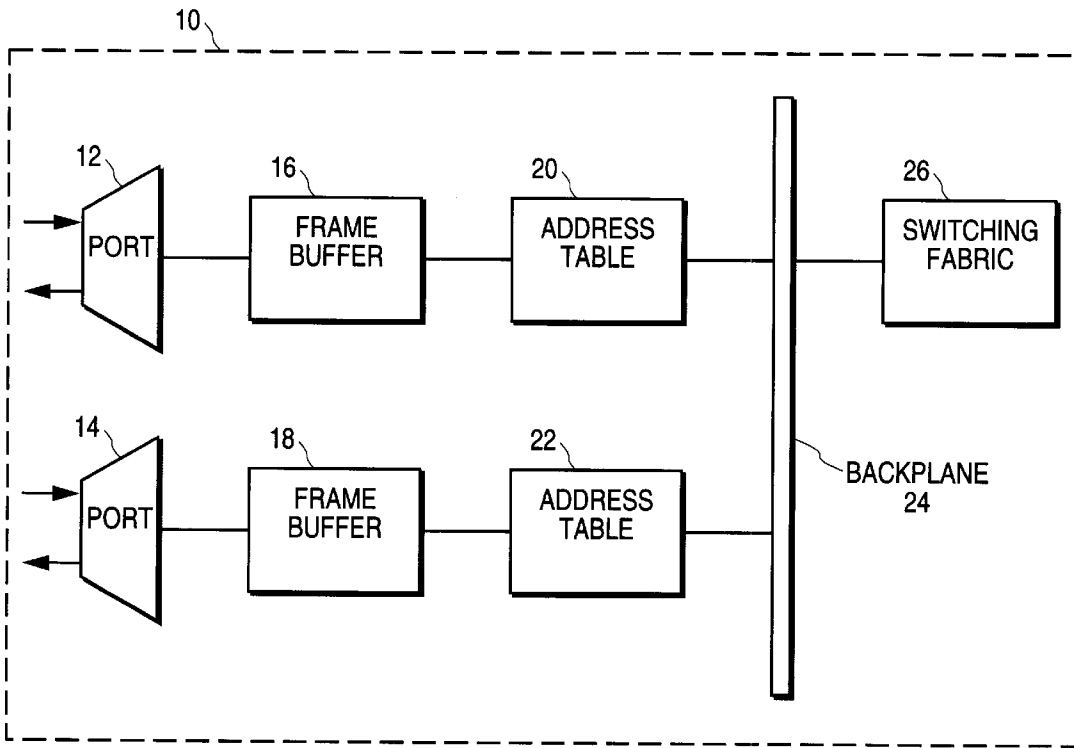 10
12
PORT
16
FRAME
BUFFER
20
ADDRESS
TABLE
26
SWITCHING
FABRIC
14
PORT
18
FRAME
BUFFER
22
ADDRESS
TABLE
BACKPLANE
24